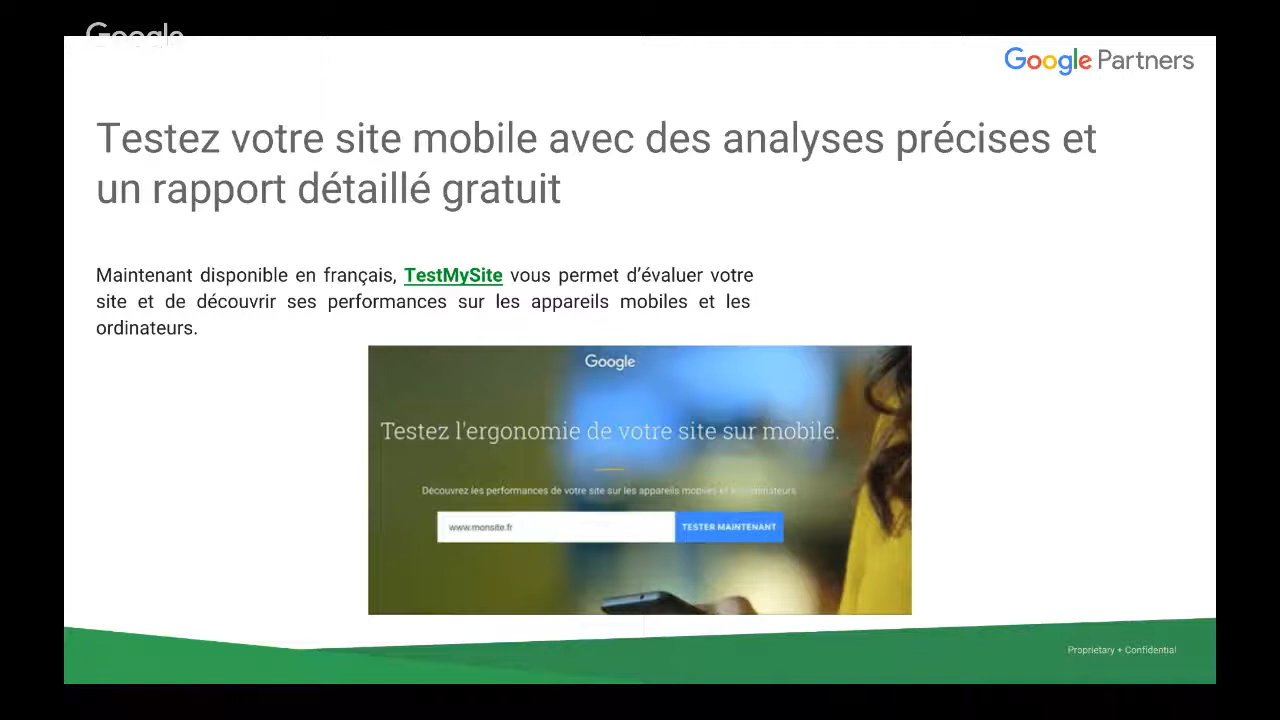 Google
Google Partners
Testez votre site mobile avec des analyses précises et
un rapport détaillé gratuit
Maintenant disponible en français, TestMySite vous permet d’évaluer votre
site et de découvrir ses performances sur les appareils mobiles et les
ordinateurs.
Google
Testez l'ergonomie de votre site sur mobile.
Découvrez les performances de votre site sur les appareils mobiles et les ordinateurs
www.monsite.fr
TESTER MAINTENANT
Proprietary + Confidential